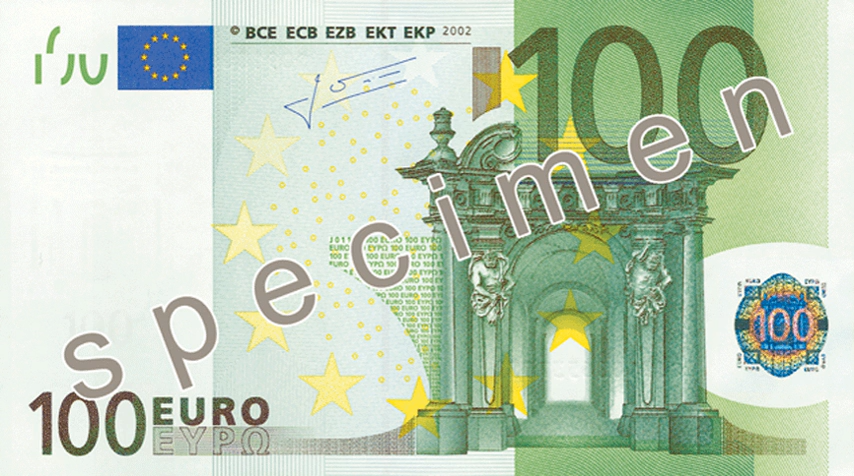 © BCE ECB EZB EKT EKP 2002
100
specimen
100
100 EURO
ΕΥΡΩ